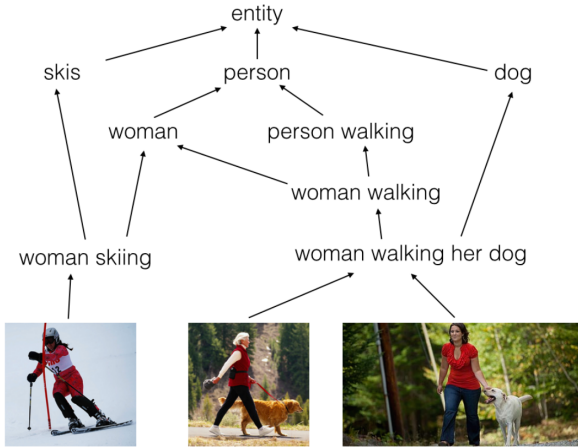 entity
skis
person
dog
woman
person walking
woman walking
woman skiing
woman walking her dog